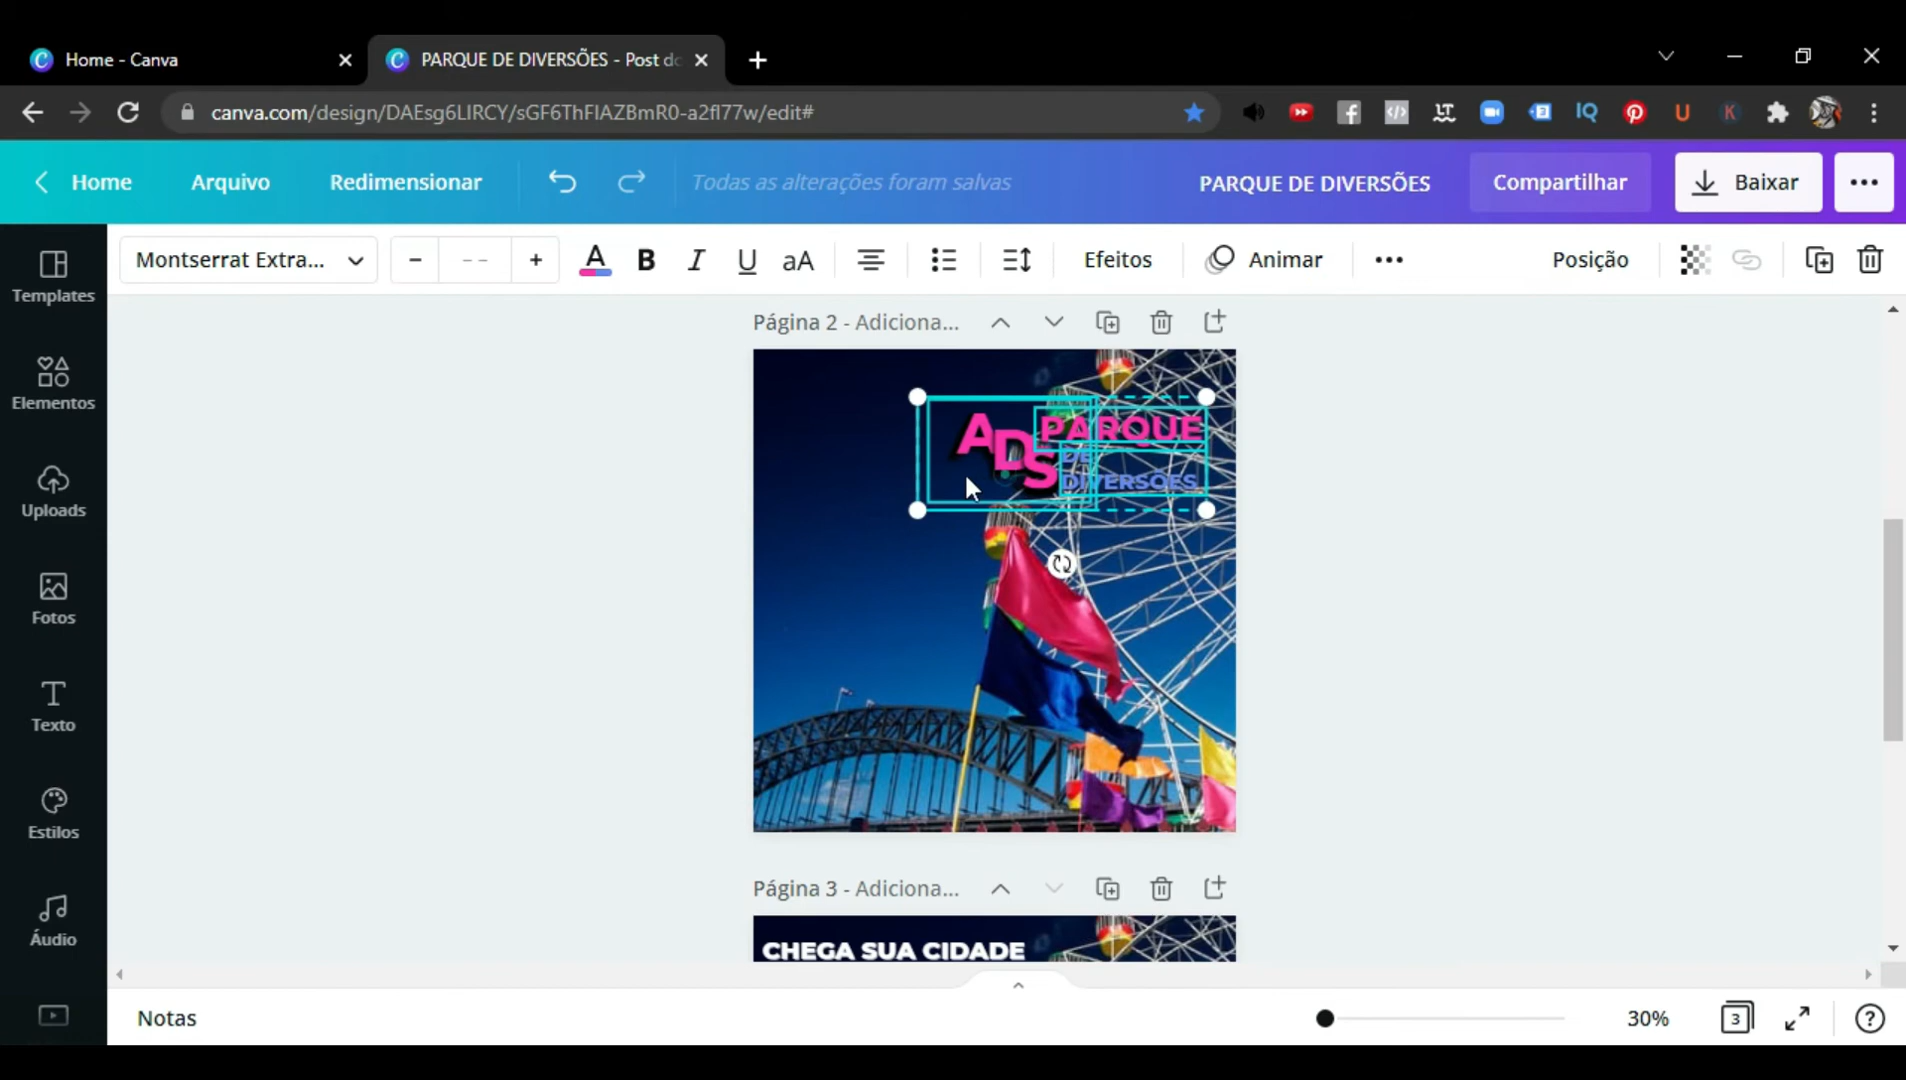 Home - Canva
PARQUE DE DIVERSÕES - Post do
canva.com/design/DAEsg6LIRCY/sGF6ThFIAZBmR0-a2fl77w/edit#
Home
Arquivo
Redimensionar
Todas as alterações foram salvas
PARQUE DE DIVERSÕES
Compartilhar
Baixar
Montserrat Extra...
- -
A
B
I
U
aA
Efeitos
Animar
Posição
Templates
Elementos
Uploads
Fotos
Texto
Estilos
Áudio
Página 2 - Adiciona...
ADS
PARQUE
DE
DIVERSÕES
Página 3 - Adiciona...
CHEGA SUA CIDADE
Notas
30%
3